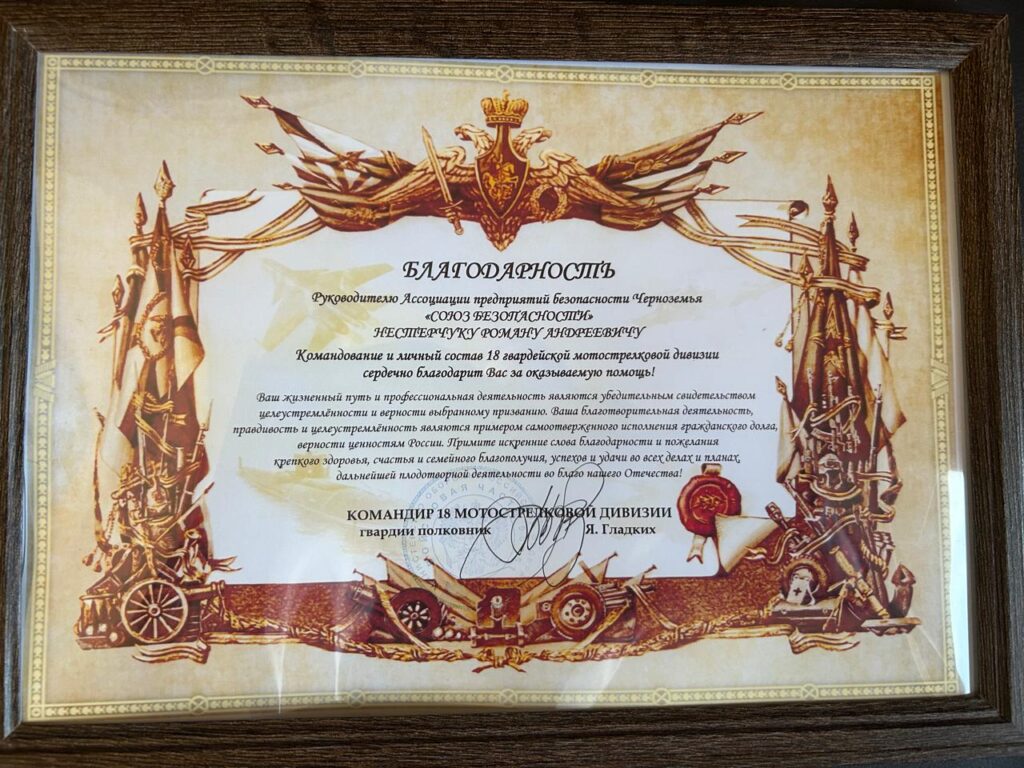 БЛАГОДАРНОСТЬ
Руководителю Ассоциации предприятий безопасности Черноземья
«СОЮЗ БЕЗОПАСНОСТИ»
НЕСТЕРЧУКУ РОМАНУ АНДРЕЕВИЧУ
Командование и личный состав 18 гвардейской мотострелковой дивизии
сердечно благодарит Вас за оказываемую помощь!
Ваш жизненный путь и профессиональная деятельность являются убедительным свидетельством
целеустремлённости и верности выбранному призванию. Ваша благотворительная деятельность,
правдивость и целеустремлённость являются примером самоотверженного исполнения гражданского долга,
верности ценностям России. Примите искренние слова благодарности и пожелания
крепкого здоровья, счастья и семейного благополучия, успехов и удачи во всех делах и планах,
дальнейшей плодотворной деятельности во благо нашего Отечества!
КОМАНДИР 18 МОТОСТРЕЛКОВОЙ ДИВИЗИИ
гвардии полковник Я. Гладких